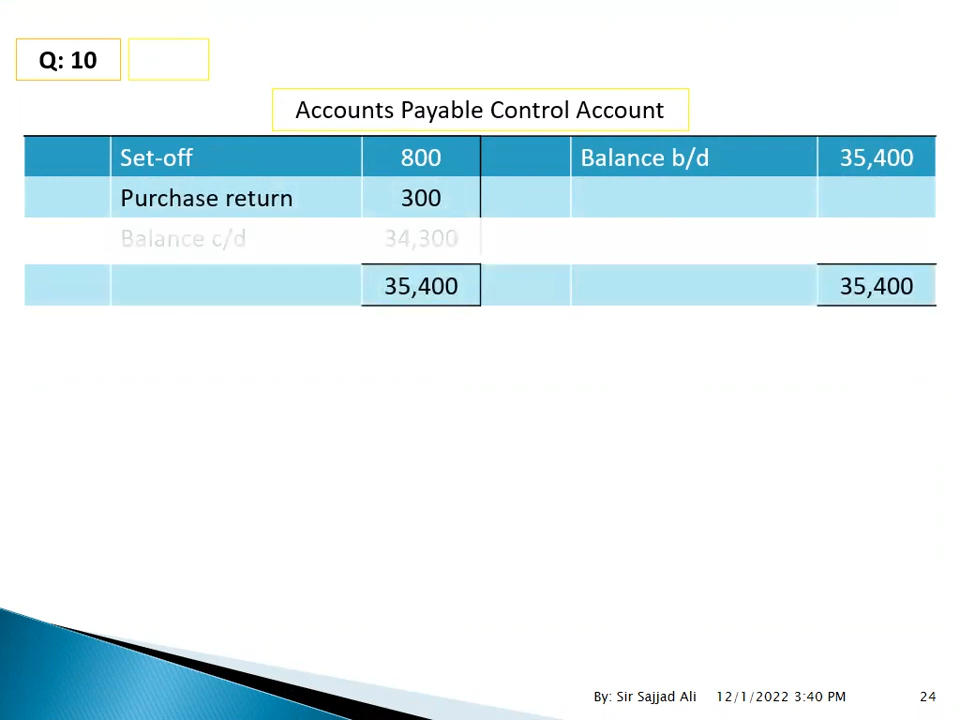 Q: 10
Accounts Payable Control Account
Set-off 800 Balance b/d 35,400
Purchase return 300
Balance c/d 34,300
35,400 35,400
By: Sir Sajjad Ali 12/1/2022 3:40 PM 24